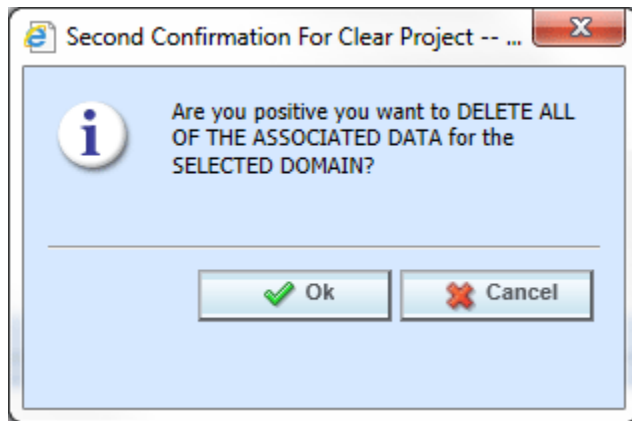 Second Confirmation For Clear Project -- ...
Are you positive you want to DELETE ALL
OF THE ASSOCIATED DATA for the
SELECTED DOMAIN?
Ok
Cancel